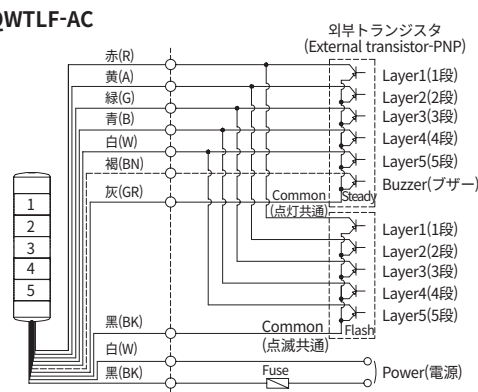 QWTLF-AC
외부トランジスタ
(External transistor-PNP)
赤(R)
黄(A)
緑(G)
青(B)
白(W)
褐(BN)
灰(GR)
Layer1(1段)
Layer2(2段)
Layer3(3段)
Layer4(4段)
Layer5(5段)
Buzzer(ブザー)
Common
Steady
(点灯共通)
1
2
3
4
5
Layer1(1段)
Layer2(2段)
Layer3(3段)
Layer4(4段)
Layer5(5段)
黒(BK)
Common
Flash
(点滅共通)
白(W)
黒(BK)
Fuse
Power(電源)